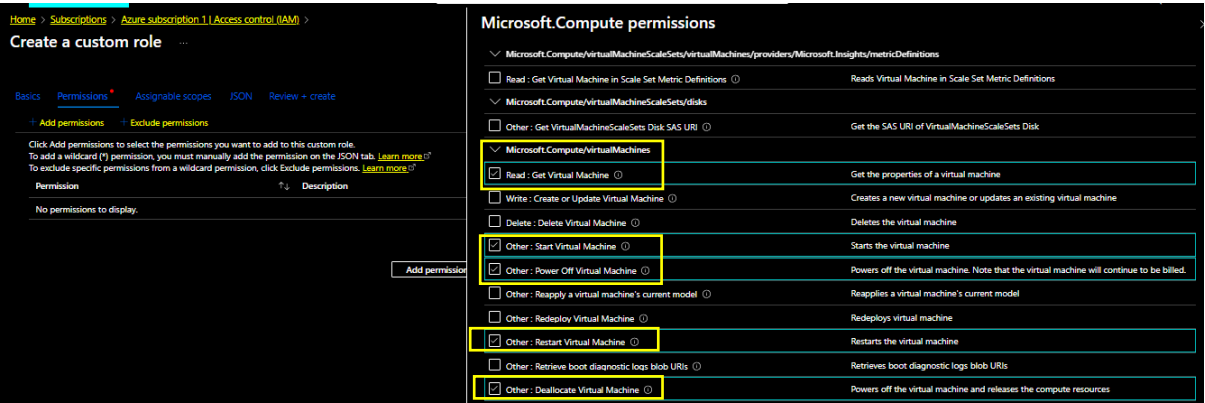 Home > Subscriptions > Azure subscription 1 | Access control (IAM) >
Create a custom role ...
Basics Permissions * Assignable scopes JSON Review + create
+ Add permissions + Exclude permissions
Click Add permissions to select the permissions you want to add to this custom role.
To add a wildcard (*) permission, you must manually add the permission on the JSON tab. Learn more
To exclude specific permissions from a wildcard permission, click Exclude permissions. Learn more
Permission ↑↓ Description
No permissions to display.
Add permission
Microsoft.Compute permissions
Microsoft.Compute/virtualMachineScaleSets/virtualMachines/providers/Microsoft.Insights/metricDefinitions
Read : Get Virtual Machine in Scale Set Metric Definitions Reads Virtual Machine in Scale Set Metric Definitions
Microsoft.Compute/virtualMachineScaleSets/disks
Other : Get VirtualMachineScaleSets Disk SAS URI Get the SAS URI of VirtualMachineScaleSets Disk
Microsoft.Compute/virtualMachines
Read : Get Virtual Machine Get the properties of a virtual machine
Write : Create or Update Virtual Machine Creates a new virtual machine or updates an existing virtual machine
Delete : Delete Virtual Machine Deletes the virtual machine
Other : Start Virtual Machine Starts the virtual machine
Other : Power Off Virtual Machine Powers off the virtual machine. Note that the virtual machine will continue to be billed.
Other : Reapply a virtual machine's current model Reapplies a virtual machine's current model
Other : Redeploy Virtual Machine Redeploys virtual machine
Other : Restart Virtual Machine Restarts the virtual machine
Other : Retrieve boot diagnostic logs blob URIs Retrieves boot diagnostic logs blob URIs
Other : Deallocate Virtual Machine Powers off the virtual machine and releases the compute resources